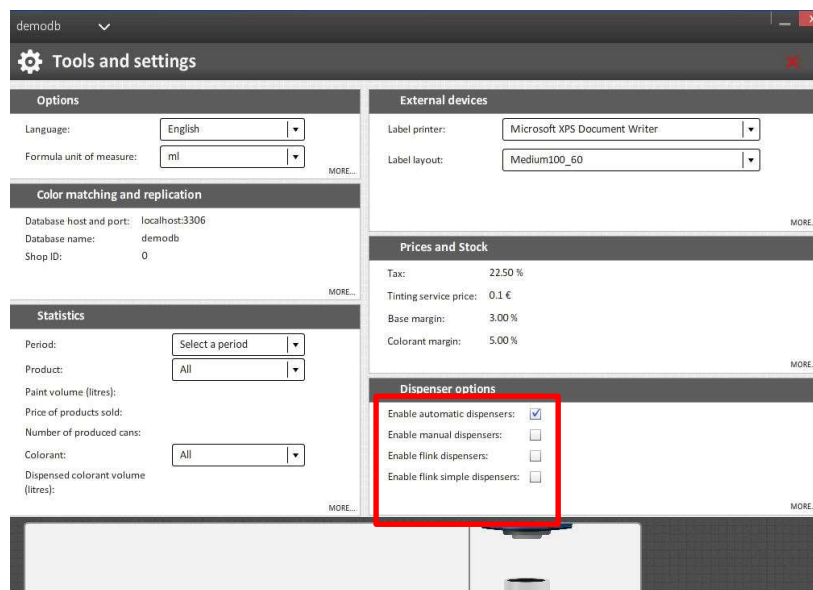 demodb
Tools and settings
Options
Language: English
Formula unit of measure: ml
MORE...
Color matching and replication
Database host and port: localhost:3306
Database name: demodb
Shop ID: 0
MORE...
Statistics
Period: Select a period
Product: All
Paint volume (litres):
Price of products sold:
Number of produced cans:
Colorant: All
Dispensed colorant volume
(litres):
MORE...
External devices
Label printer: Microsoft XPS Document Writer
Label layout: Medium100_60
MORE.
Prices and Stock
Tax: 22.50 %
Tinting service price: 0.1 €
Base margin: 3.00 %
Colorant margin: 5.00 %
MORE.
Dispenser options
Enable automatic dispensers:
Enable manual dispensers:
Enable flink dispensers:
Enable flink simple dispensers:
MORE.